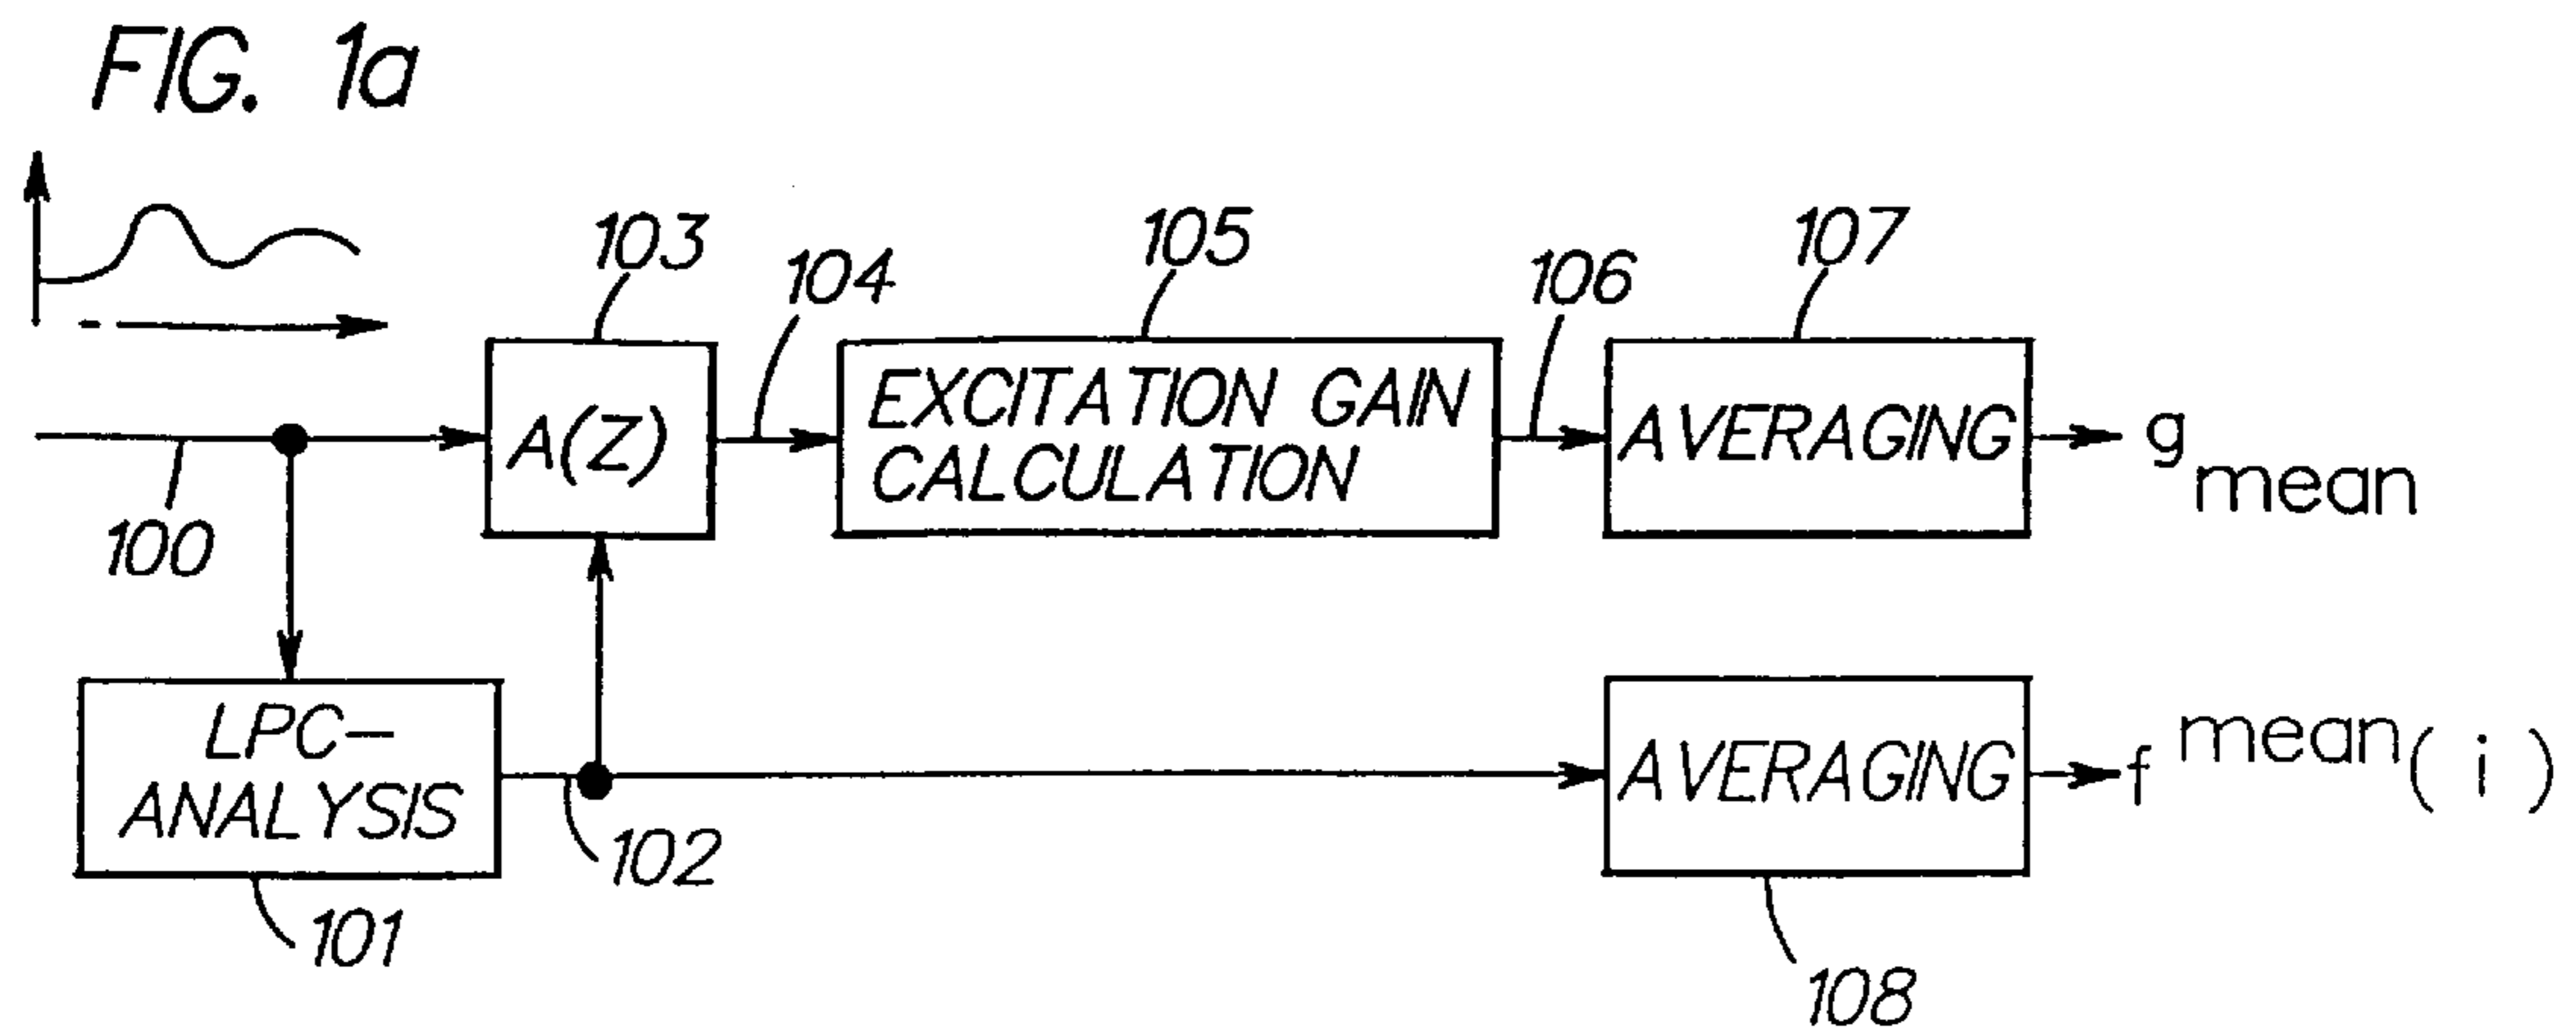 FIG. 1a
103
104
105
106
107
A(Z)
EXCITATION GAIN
CALCULATION
AVERAGING
g mean
100
LPC-
ANALYSIS
102
AVERAGING
f mean(i)
101
108